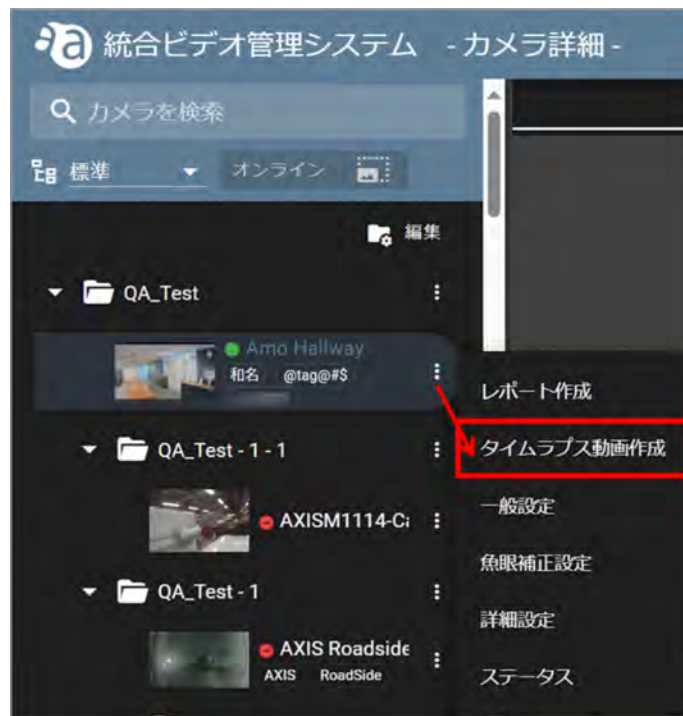 統合ビデオ管理システム - カメラ詳細 -
カメラを検索
標準 オンライン
編集
QA_Test
Amo Hallway
和名 @tag@#$
レポート作成
タイムラプス動画作成
QA_Test - 1 - 1
一般設定
AXISM1114-Ca
魚眼補正設定
QA_Test - 1
詳細設定
AXIS Roadside
AXIS RoadSide
ステータス